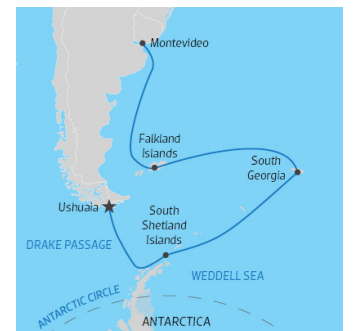 Montevideo
Falkland
Islands
South
Georgia
Ushuaia
South
Shetland
Islands
DRAKE PASSAGE
WEDDELL SEA
ANTARCTIC CIRCLE
ANTARCTICA